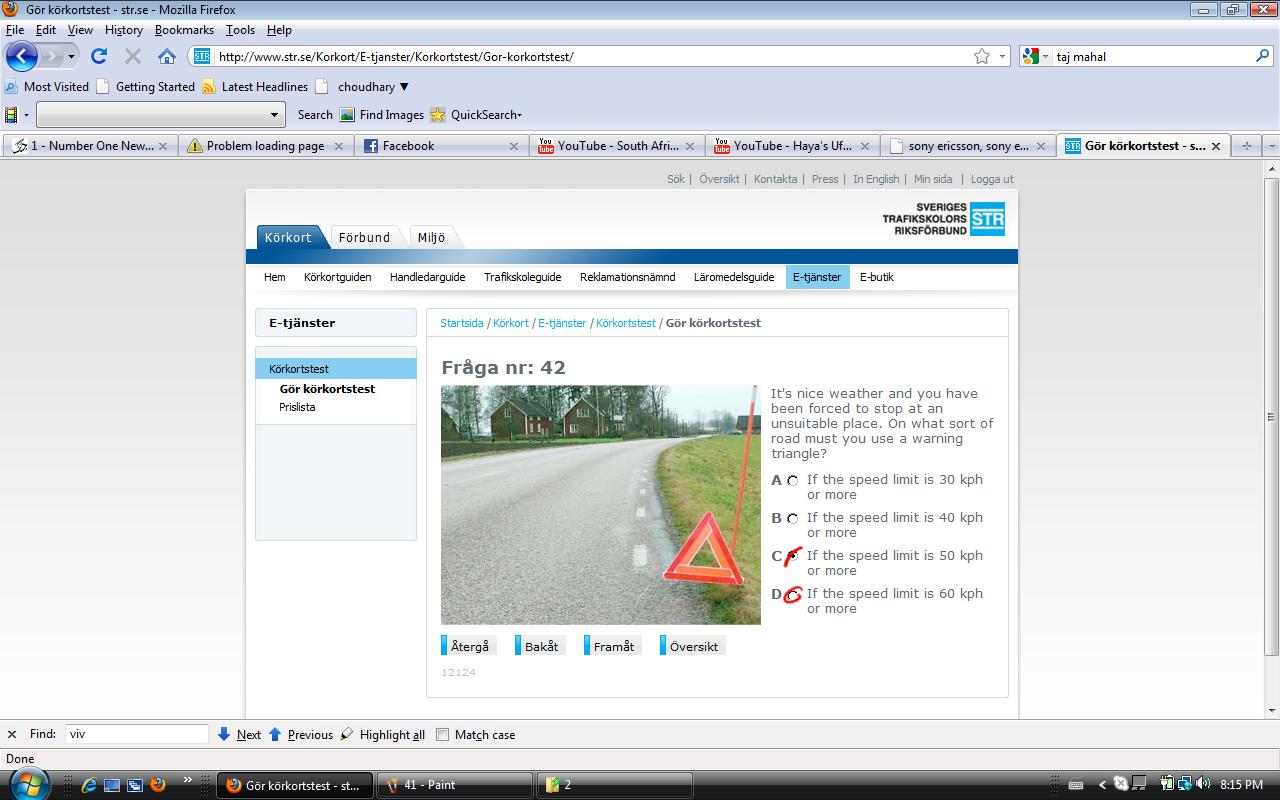 Gör körkortstest - str.se - Mozilla Firefox
File Edit View History Bookmarks Tools Help
STR http://www.str.se/Korkort/E-tjanster/Korkortstest/Gor-korkortstest/ taj mahal
Most Visited Getting Started Latest Headlines choudhary
Search Find Images QuickSearch
1 - Number One New... Problem loading page Facebook YouTube - South Afri... YouTube - Haya's Uf... sony ericsson, sony e... Gör körkortstest - s...
Sök | Översikt | Kontakta | Press | In English | Min sida | Logga ut
SVERIGES
TRAFIKSKOLORS STR
RIKSFÖRBUND
Körkort Förbund Miljö
Hem Körkortguiden Handledarguide Trafikskoleguide Reklamationsnämnd Läromedelsguide E-tjänster E-butik
E-tjänster
Körkortstest
Gör körkortstest
Prislista
Startsida / Körkort / E-tjänster / Körkortstest / Gör körkortstest
Fråga nr: 42
It's nice weather and you have
been forced to stop at an
unsuitable place. On what sort of
road must you use a warning
triangle?
A If the speed limit is 30 kph
or more
B If the speed limit is 40 kph
or more
C If the speed limit is 50 kph
or more
D If the speed limit is 60 kph
or more
Återgå Bakåt Framåt Översikt
12124
Find: viv Next Previous Highlight all Match case
Done
Gör körkortstest - st... 41 - Paint 2 8:15 PM